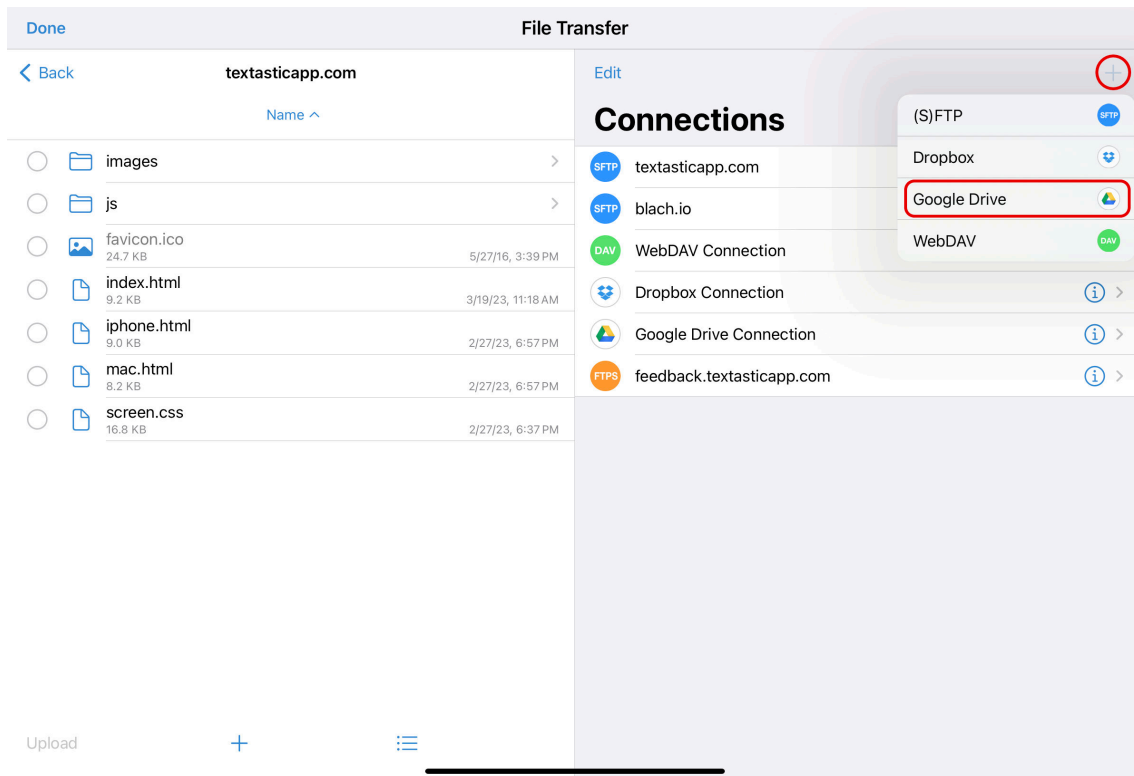 Done
File Transfer
Back
textasticapp.com
Name
images
js
favicon.ico
24.7 KB
5/27/16, 3:39 PM
index.html
9.2 KB
3/19/23, 11:18 AM
iphone.html
9.0 KB
2/27/23, 6:57 PM
mac.html
8.2 KB
2/27/23, 6:57 PM
screen.css
16.8 KB
2/27/23, 6:37 PM
Upload
Edit
Connections
SFTP textasticapp.com
SFTP blach.io
DAV WebDAV Connection
Dropbox Connection
Google Drive Connection
FTPS feedback.textasticapp.com
(S)FTP SFTP
Dropbox
Google Drive
WebDAV DAV